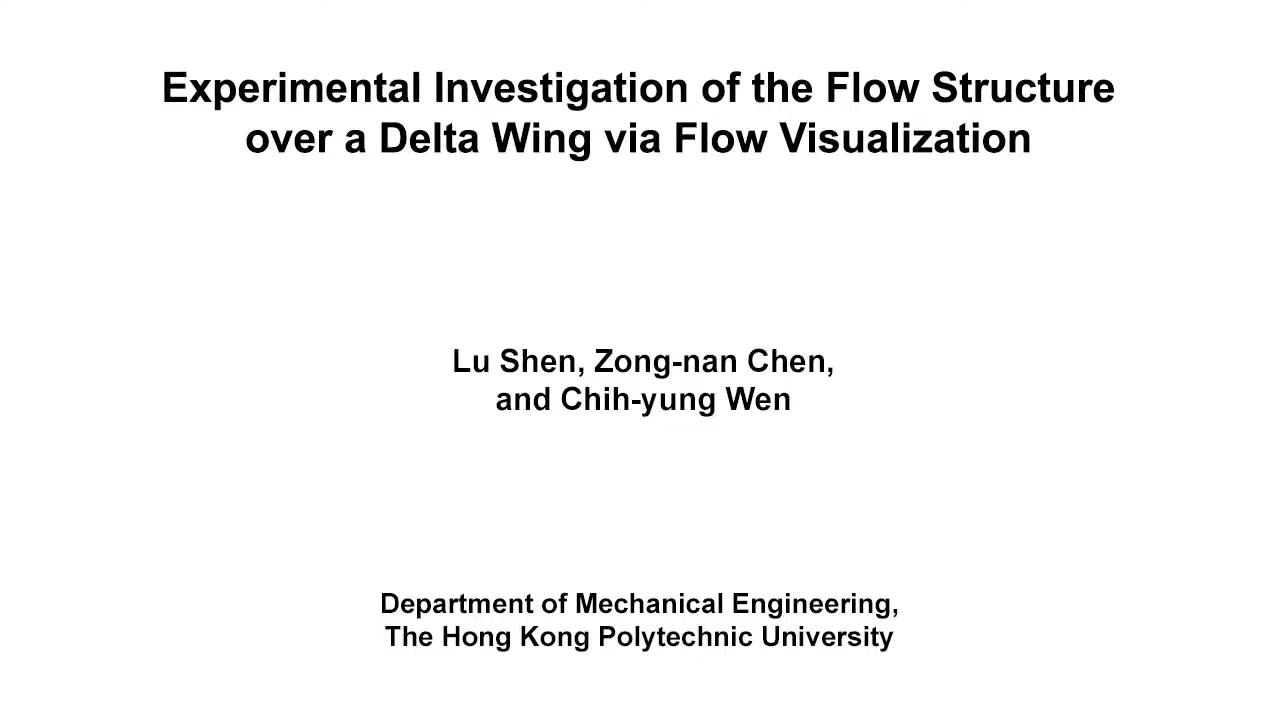 Experimental Investigation of the Flow Structure
over a Delta Wing via Flow Visualization
Lu Shen, Zong-nan Chen,
and Chih-yung Wen
Department of Mechanical Engineering,
The Hong Kong Polytechnic University